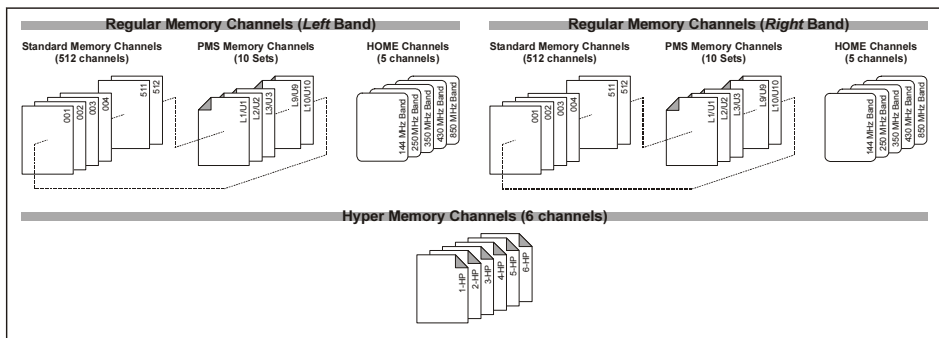 Regular Memory Channels (Left Band)
Standard Memory Channels
(512 channels)
PMS Memory Channels
(10 Sets)
HOME Channels
(5 channels)
001
002
003
004
511
512
L1/U1
L2/U2
L3/U3
L9/U9
L10/U10
144 MHz Band
250 MHz Band
350 MHz Band
430 MHz Band
850 MHz Band
Regular Memory Channels (Right Band)
Standard Memory Channels
(512 channels)
PMS Memory Channels
(10 Sets)
HOME Channels
(5 channels)
001
002
003
004
511
512
L1/U1
L2/U2
L3/U3
L9/U9
L10/U10
144 MHz Band
250 MHz Band
350 MHz Band
430 MHz Band
850 MHz Band
Hyper Memory Channels (6 channels)
1-HP
2-HP
3-HP
4-HP
5-HP
6-HP